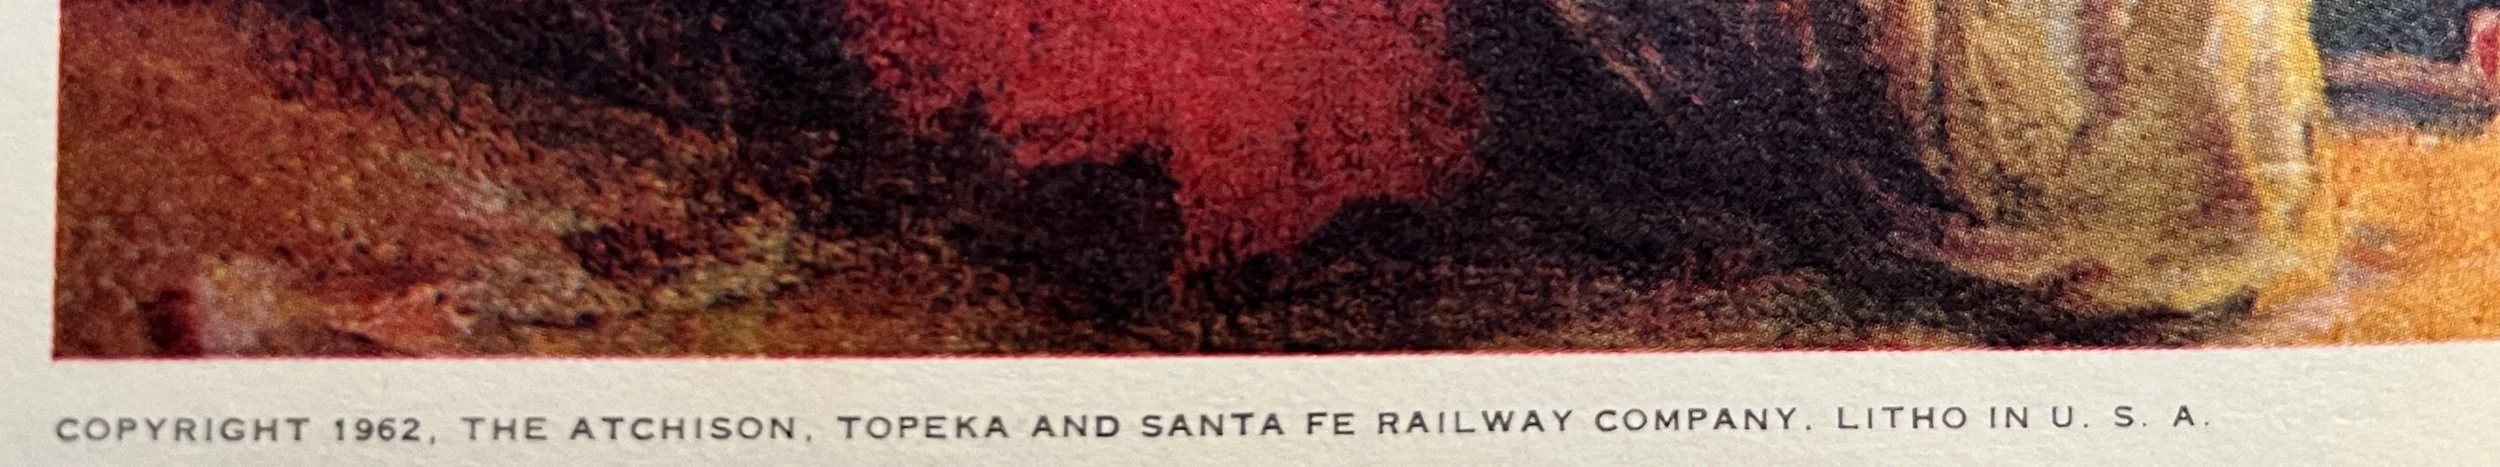 COPYRIGHT 1962, THE ATCHISON, TOPEKA AND SANTA FE RAILWAY COMPANY. LITHO IN U. S. A.